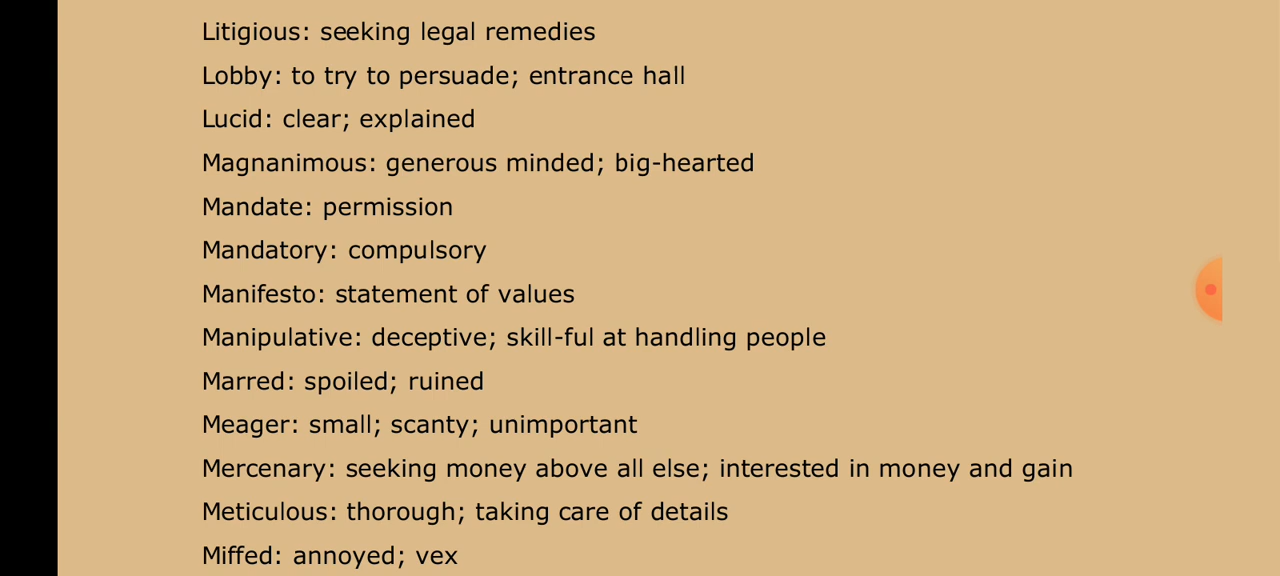 Litigious: seeking legal remedies
Lobby: to try to persuade; entrance hall
Lucid: clear; explained
Magnanimous: generous minded; big-hearted
Mandate: permission
Mandatory: compulsory
Manifesto: statement of values
Manipulative: deceptive; skill-ful at handling people
Marred: spoiled; ruined
Meager: small; scanty; unimportant
Mercenary: seeking money above all else; interested in money and gain
Meticulous: thorough; taking care of details
Miffed: annoyed; vex